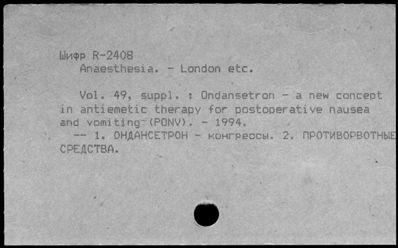 Шифр R-2408
Anaesthesia. - London etc.
Vol. 49, suppl. : Ondansetron - a new concept
in antiemetic therapy for postoperative nausea
and vomiting (PONV). - 1994.
-- 1. ОНДАНСЕТРОН - конгрессы. 2. ПРОТИВОРВОТНЫЕ
СРЕДСТВА.